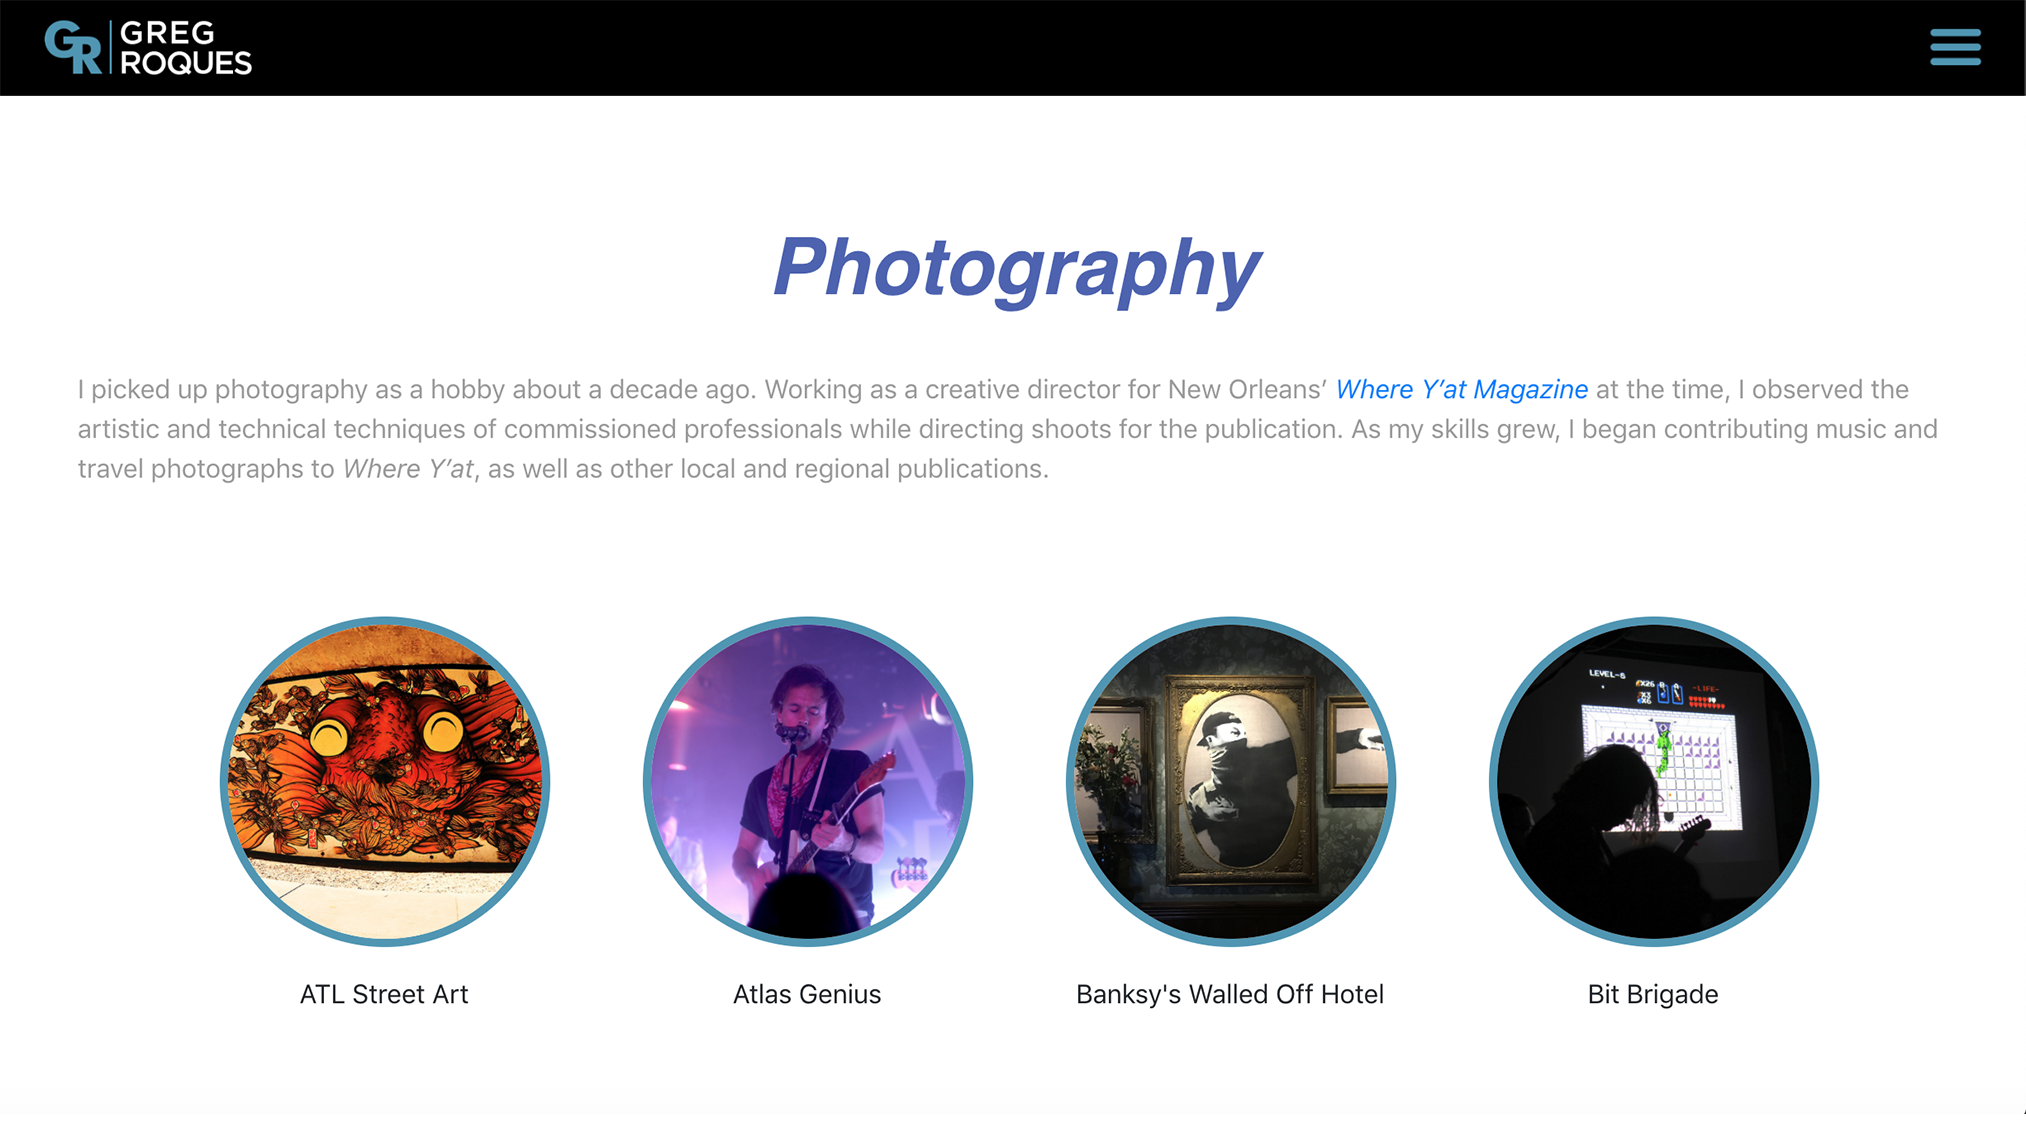 GR GREG
ROQUES
Photography
I picked up photography as a hobby about a decade ago. Working as a creative director for New Orleans’ Where Y’at Magazine at the time, I observed the
artistic and technical techniques of commissioned professionals while directing shoots for the publication. As my skills grew, I began contributing music and
travel photographs to Where Y’at, as well as other local and regional publications.
LEVEL-6
X26
X3
X6
B
A
-LIFE-
ATL Street Art
Atlas Genius
Banksy's Walled Off Hotel
Bit Brigade